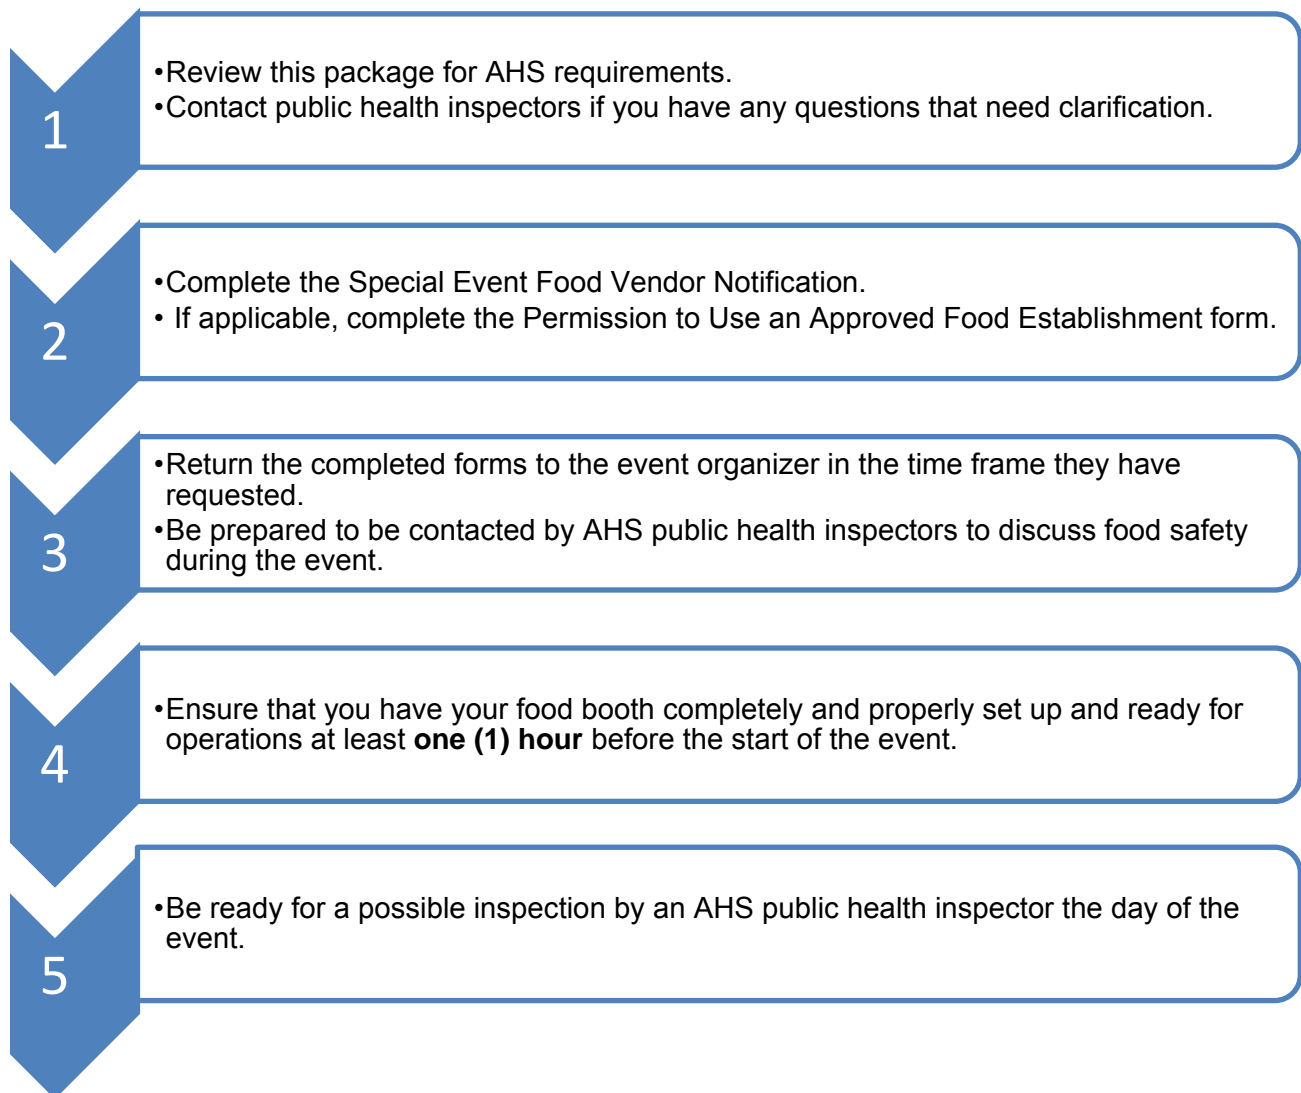 1
•Review this package for AHS requirements.
•Contact public health inspectors if you have any questions that need clarification.
2
•Complete the Special Event Food Vendor Notification.
• If applicable, complete the Permission to Use an Approved Food Establishment form.
3
•Return the completed forms to the event organizer in the time frame they have
requested.
•Be prepared to be contacted by AHS public health inspectors to discuss food safety
during the event.
4
•Ensure that you have your food booth completely and properly set up and ready for
operations at least one (1) hour before the start of the event.
5
•Be ready for a possible inspection by an AHS public health inspector the day of the
event.